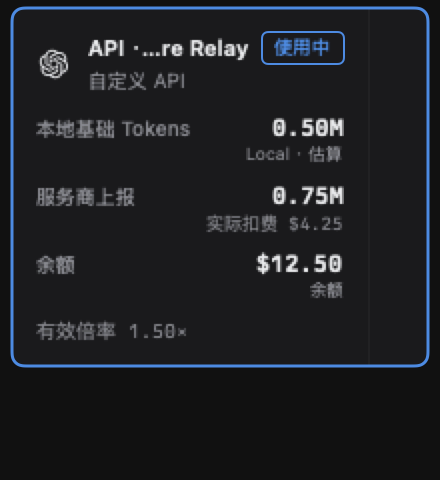 API ·...re Relay 使用中
自定义 API
本地基础 Tokens 0.50M
Local · 估算
服务商上报 0.75M
实际扣费 $4.25
余额 $12.50
余额
有效倍率 1.50×